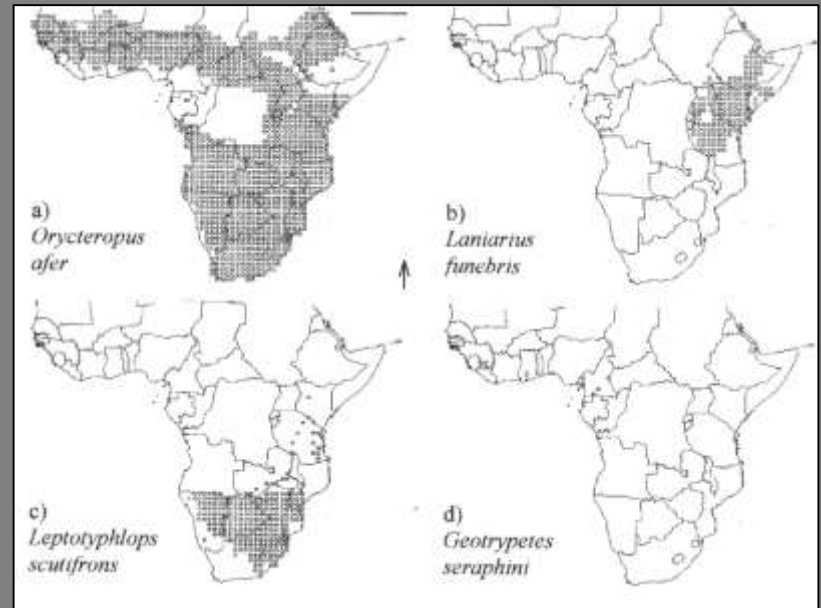 a)
Orycteropus
afer
b)
Laniarius
funebris
c)
Leptotyphlops
scutifrons
d)
Geotrypetes
seraphini